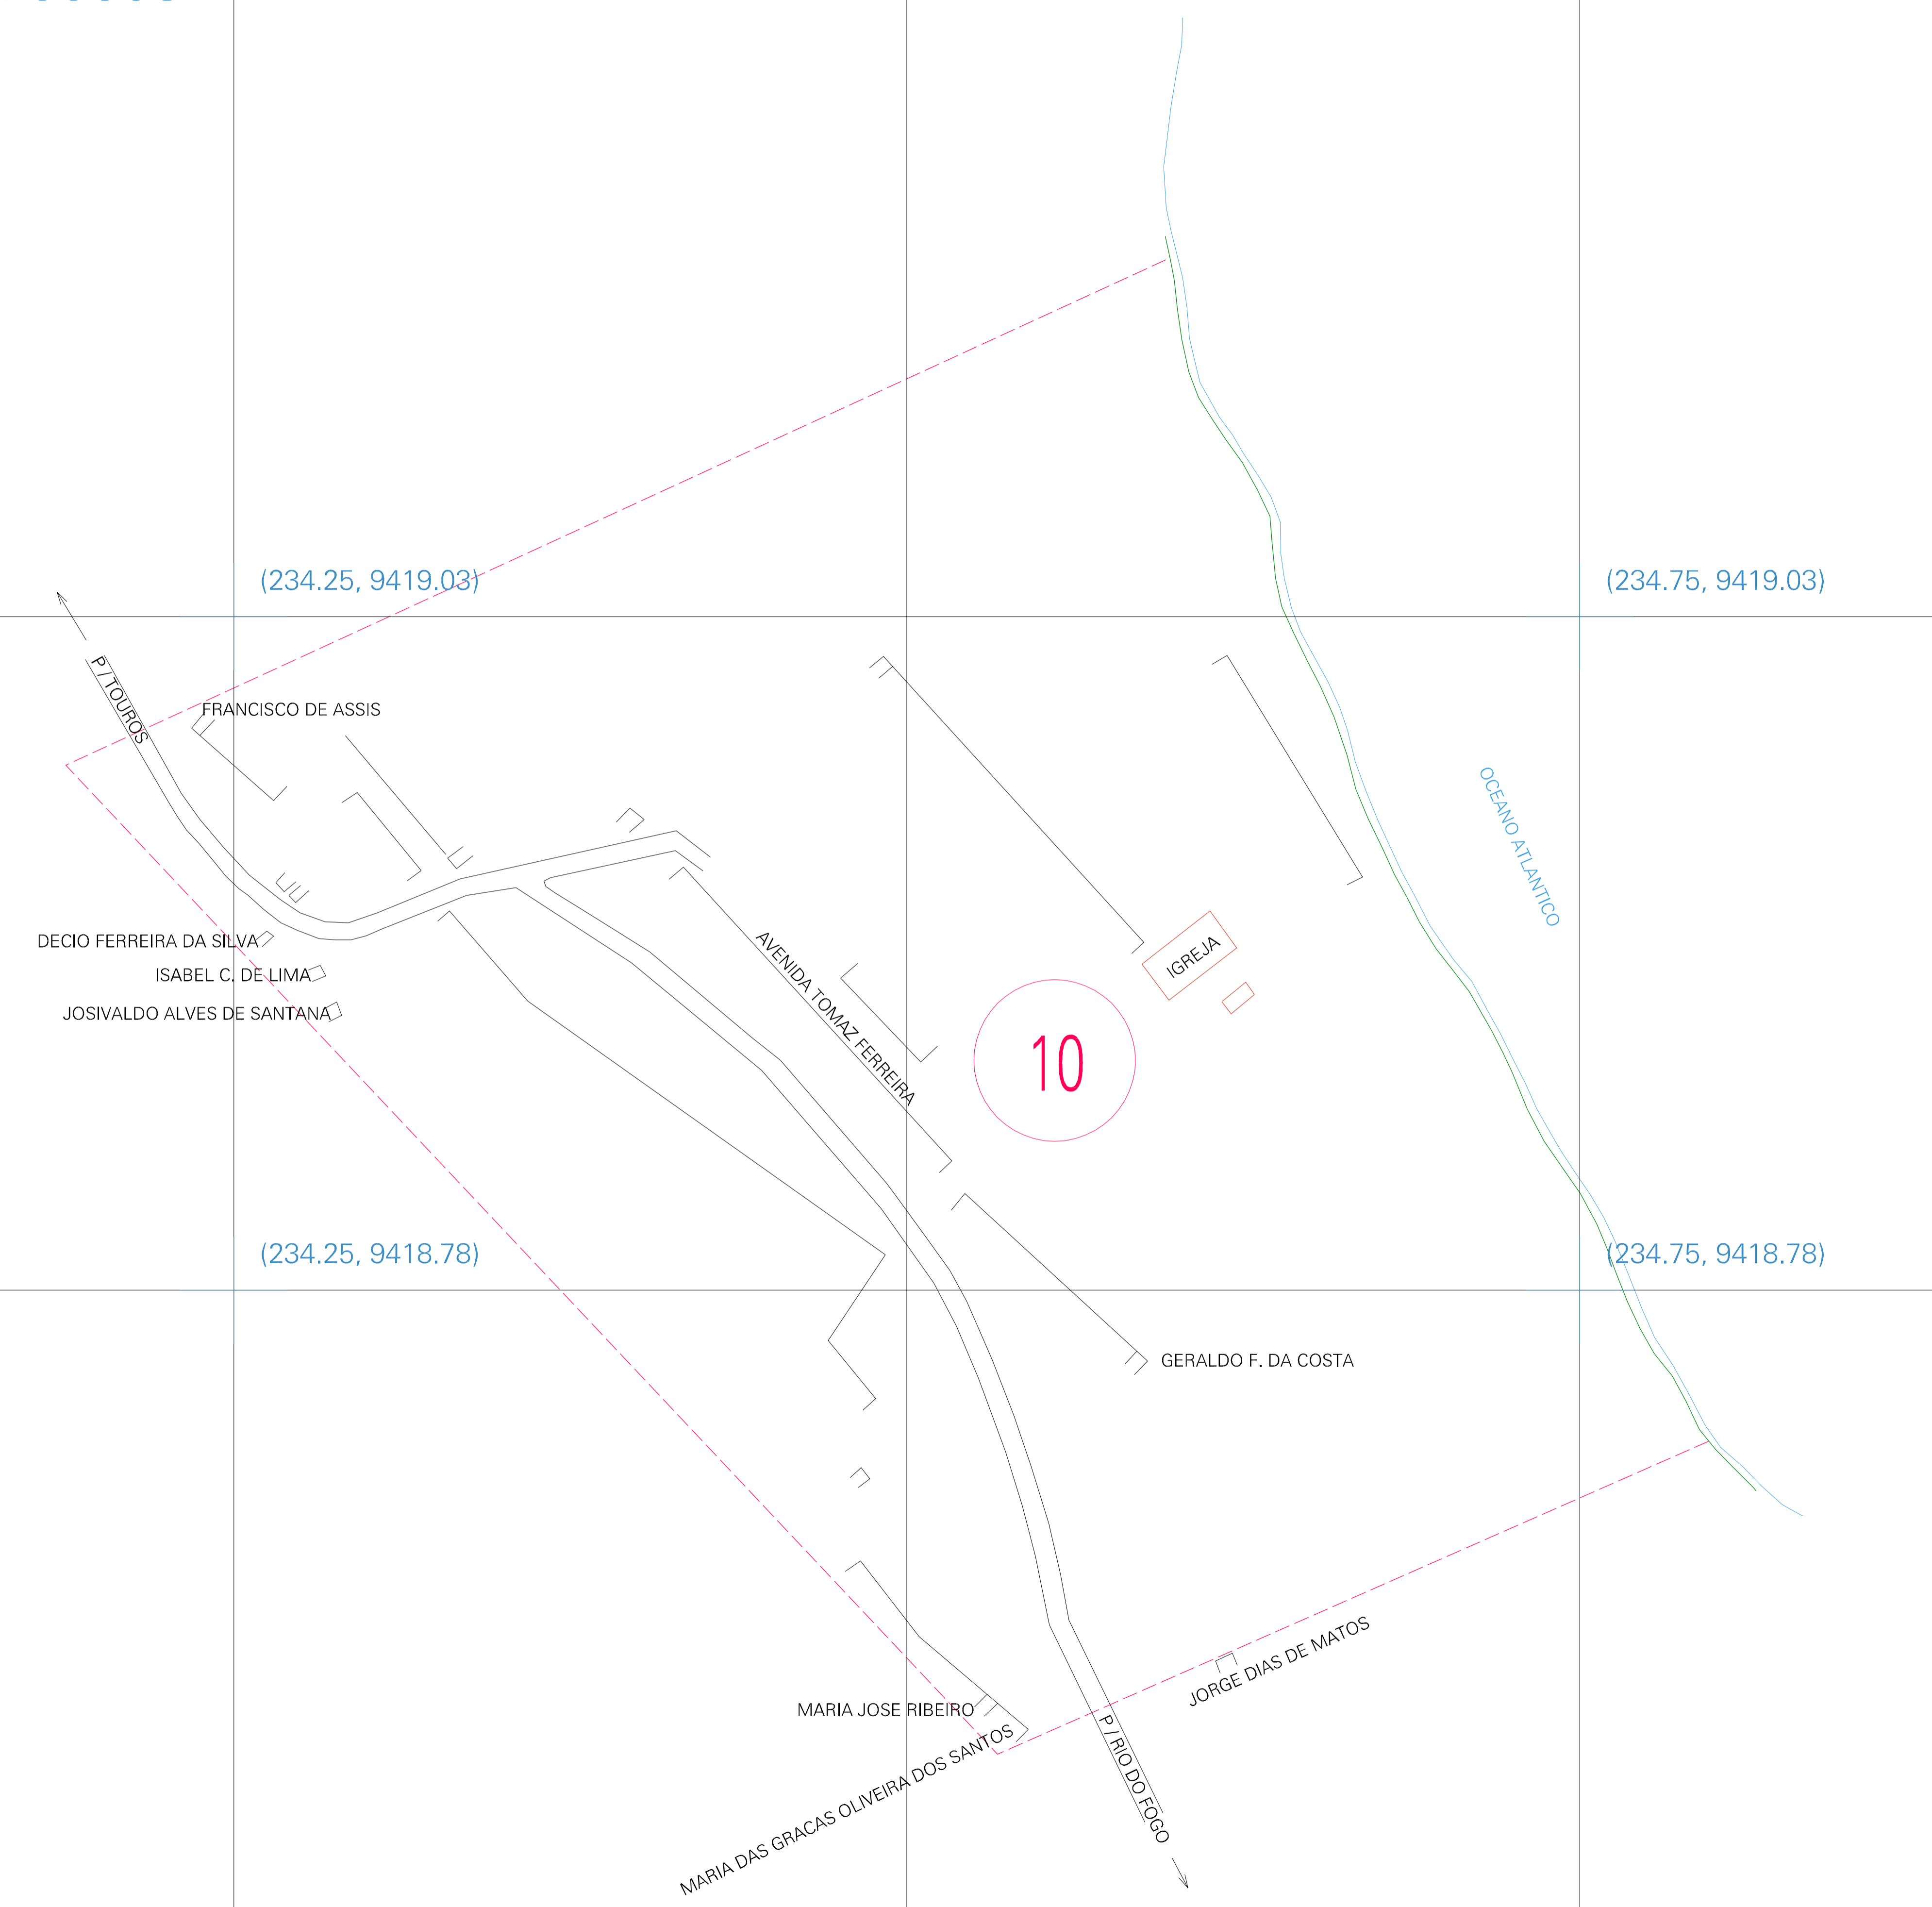 (234.25, 9419.03)
(234.75, 9419.03)
P / TOUROS
FRANCISCO DE ASSIS
OCEANO ATLANTICO
DECIO FERREIRA DA SILVA
ISABEL C. DE LIMA
JOSIVALDO ALVES DE SANTANA
AVENIDA TOMAZ FERREIRA
IGREJA
10
(234.25, 9418.78)
(234.75, 9418.78)
GERALDO F. DA COSTA
JORGE DIAS DE MATOS
MARIA JOSE RIBEIRO
MARIA DAS GRACAS OLIVEIRA DOS SANTOS
P / RIO DO FOGO